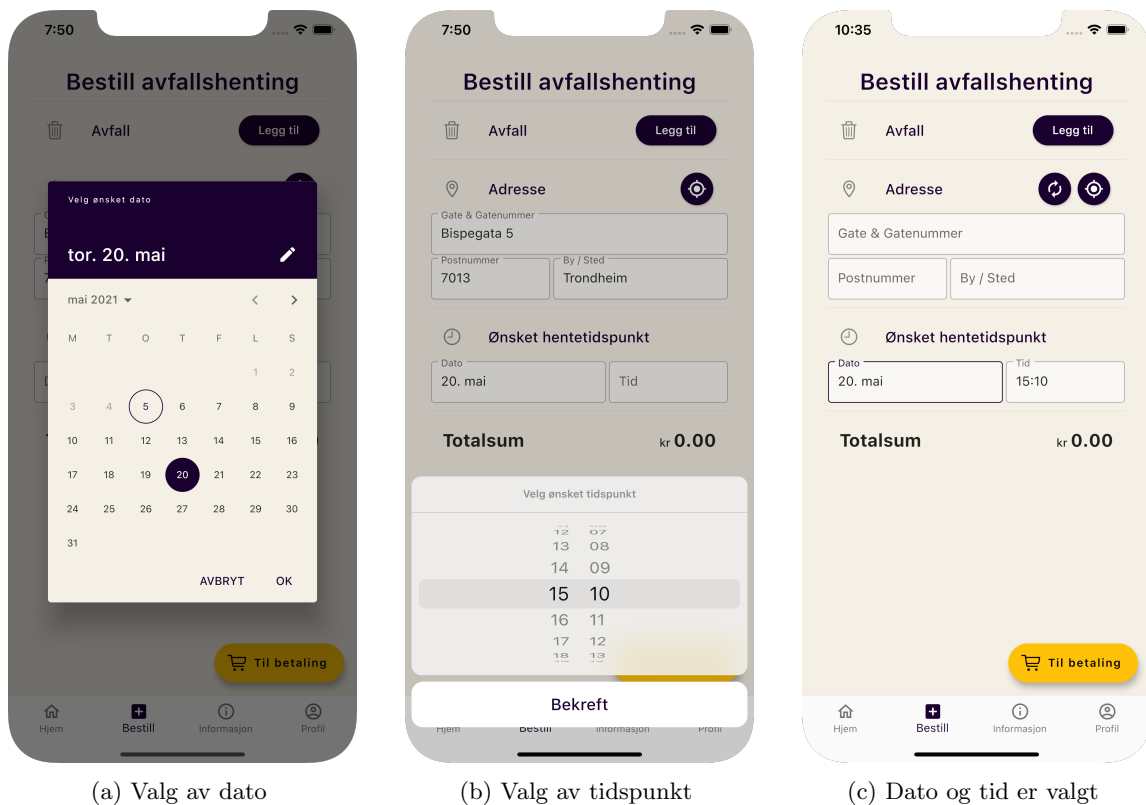 7:50
Bestill avfallshenting
Avfall
Legg til
Velg ønsket dato
tor. 20. mai
mai 2021
M T O T F L S
1 2
3 4 5 6 7 8 9
10 11 12 13 14 15 16
17 18 19 20 21 22 23
24 25 26 27 28 29 30
31
AVBRYT OK
Til betaling
Hjem Bestill Informasjon Profil
(a) Valg av dato
7:50
Bestill avfallshenting
Avfall
Legg til
Adresse
Gate & Gatenummer
Bispegata 5
Postnummer By / Sted
7013 Trondheim
Ønsket hentetidspunkt
Dato
20. mai Tid
Totalsum kr 0.00
Velg ønsket tidspunkt
12 07
13 08
14 09
15 10
16 11
17 12
18 13
Bekreft
Hjem Bestill Informasjon Profil
(b) Valg av tidspunkt
10:35
Bestill avfallshenting
Avfall
Legg til
Adresse
Gate & Gatenummer
Postnummer By / Sted
Ønsket hentetidspunkt
Dato Tid
20. mai 15:10
Totalsum kr 0.00
Til betaling
Hjem Bestill Informasjon Profil
(c) Dato og tid er valgt